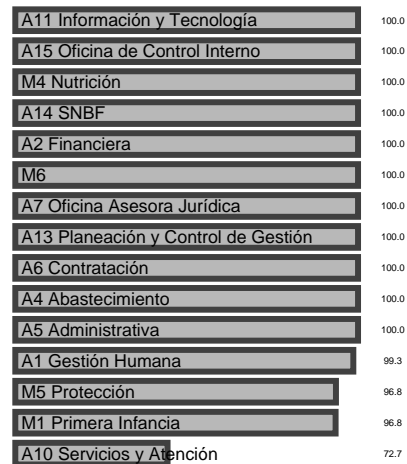 A11 Información y Tecnología 100.0
A15 Oficina de Control Interno 100.0
M4 Nutrición 100.0
A14 SNBF 100.0
A2 Financiera 100.0
M6 100.0
A7 Oficina Asesora Jurídica 100.0
A13 Planeación y Control de Gestión 100.0
A6 Contratación 100.0
A4 Abastecimiento 100.0
A5 Administrativa 100.0
A1 Gestión Humana 99.3
M5 Protección 96.8
M1 Primera Infancia 96.8
A10 Servicios y Atención 72.7